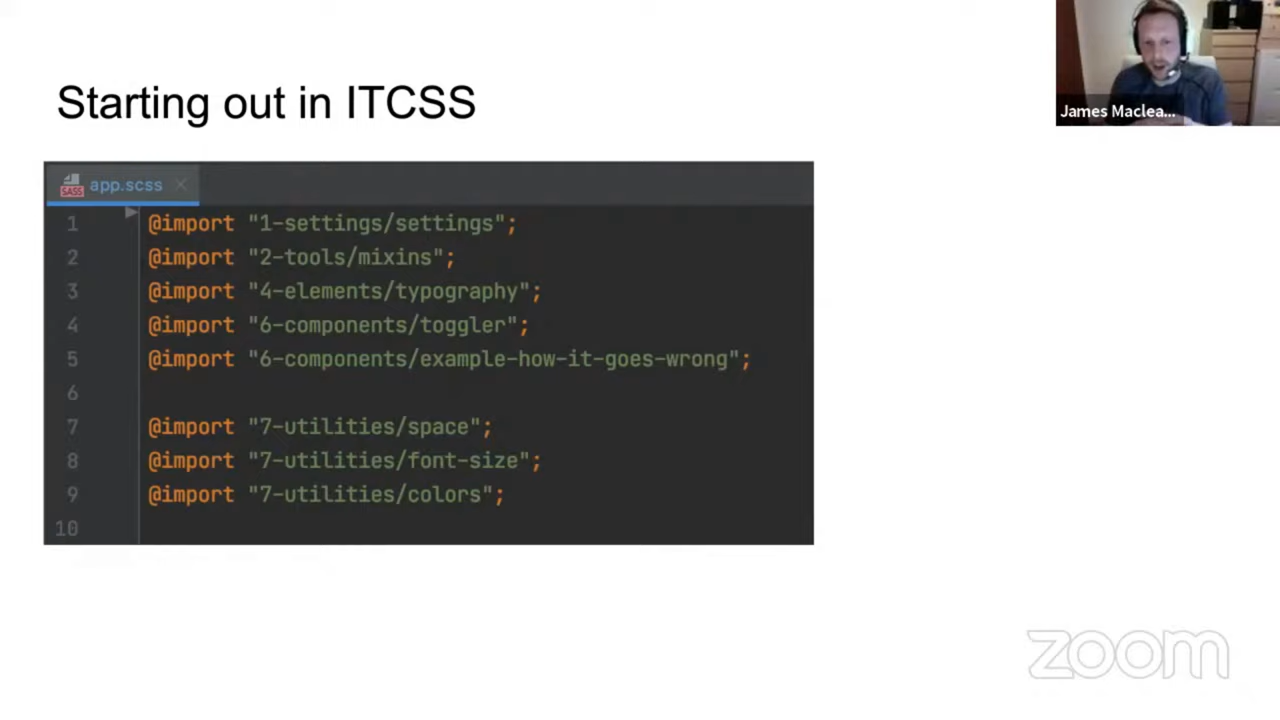 Starting out in ITCSS
James Maclea...
SASS app.scss
1 @import "1-settings/settings";
2 @import "2-tools/mixins";
3 @import "4-elements/typography";
4 @import "6-components/toggler";
5 @import "6-components/example-how-it-goes-wrong";
6
7 @import "7-utilities/space";
8 @import "7-utilities/font-size";
9 @import "7-utilities/colors";
10
zoom